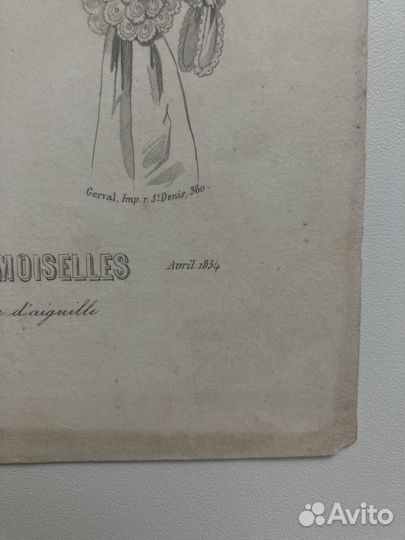 Gerval, Imp. r. St Denis, 380.
MOISELLES Avril 1854
d'aiguille
Avito